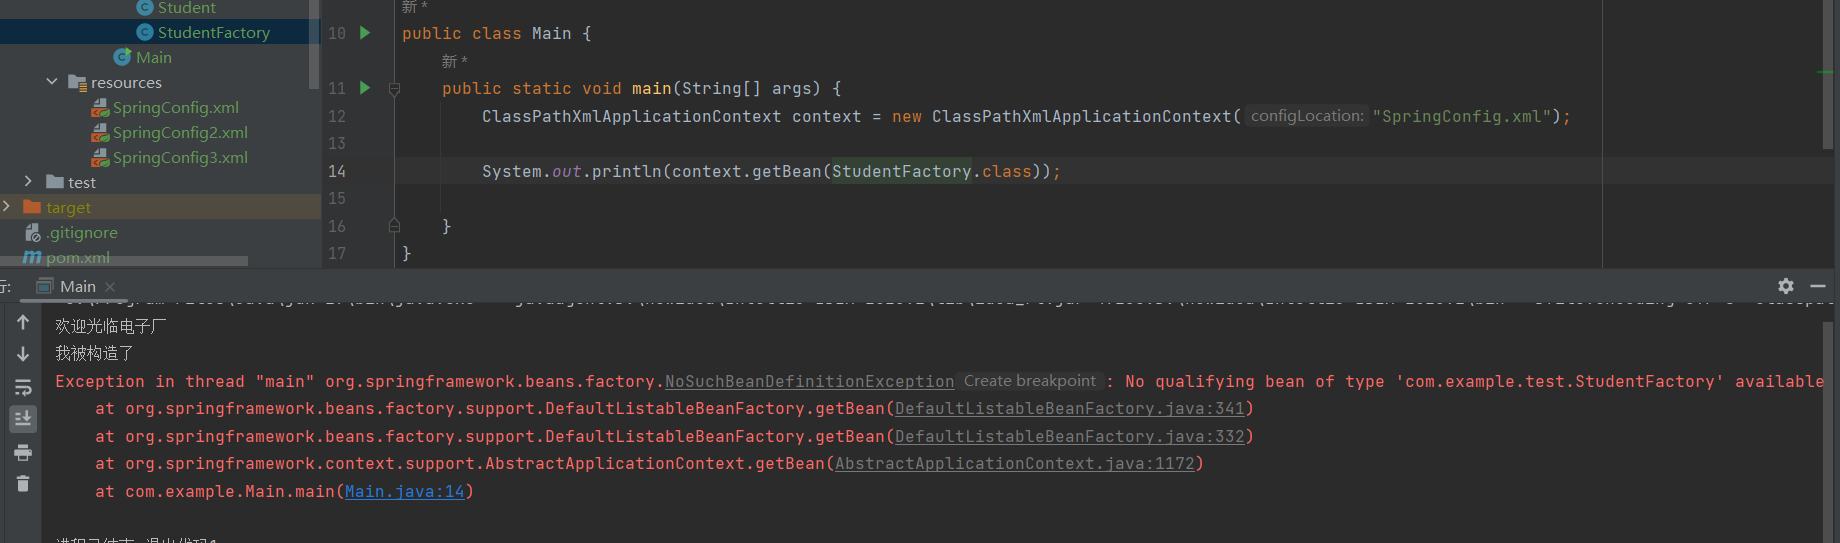 Student
StudentFactory
Main
resources
SpringConfig.xml
SpringConfig2.xml
SpringConfig3.xml
test
target
.gitignore
pom.xml
新 *
10 public class Main {
新 *
11 public static void main(String[] args) {
12 ClassPathXmlApplicationContext context = new ClassPathXmlApplicationContext( configLocation: "SpringConfig.xml");
13
14 System.out.println(context.getBean(StudentFactory.class));
15
16 }
17 }
Main
欢迎光临电子厂
我被构造了
Exception in thread "main" org.springframework.beans.factory.NoSuchBeanDefinitionException Create breakpoint : No qualifying bean of type 'com.example.test.StudentFactory' available
at org.springframework.beans.factory.support.DefaultListableBeanFactory.getBean(DefaultListableBeanFactory.java:341)
at org.springframework.beans.factory.support.DefaultListableBeanFactory.getBean(DefaultListableBeanFactory.java:332)
at org.springframework.context.support.AbstractApplicationContext.getBean(AbstractApplicationContext.java:1172)
at com.example.Main.main(Main.java:14)